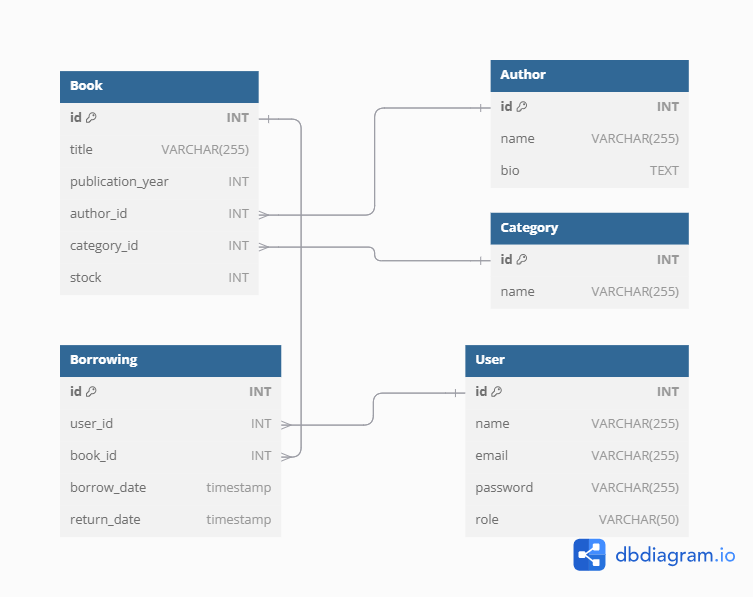 Book
id INT
title VARCHAR(255)
publication_year INT
author_id INT
category_id INT
stock INT
Author
id INT
name VARCHAR(255)
bio TEXT
Category
id INT
name VARCHAR(255)
Borrowing
id INT
user_id INT
book_id INT
borrow_date timestamp
return_date timestamp
User
id INT
name VARCHAR(255)
email VARCHAR(255)
password VARCHAR(255)
role VARCHAR(50)
dbdiagram.io